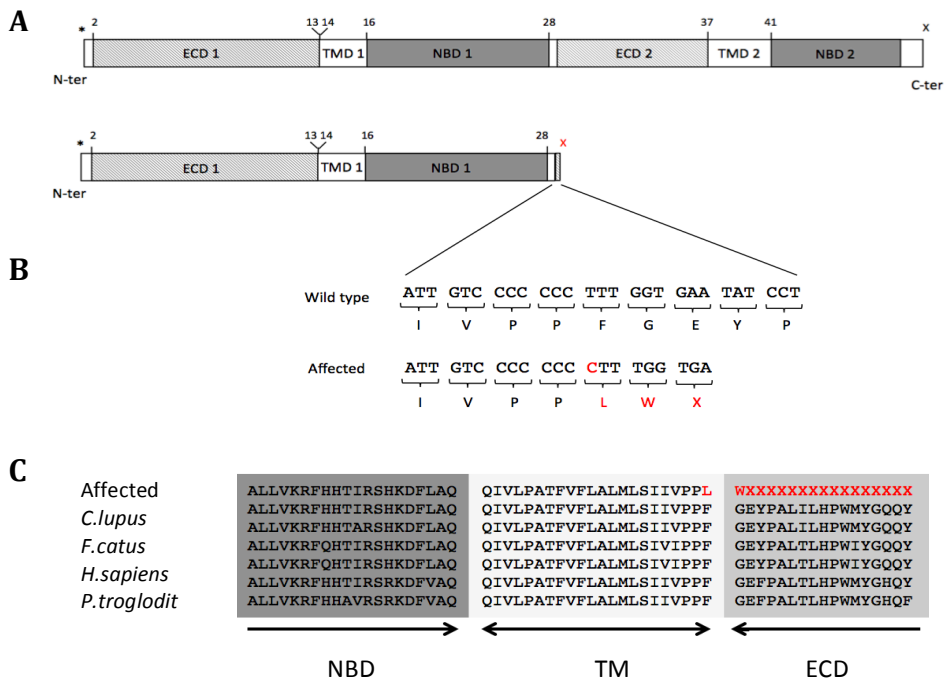 A
* 2 13 14 16 28 37 41 X
ECD 1 TMD 1 NBD 1 ECD 2 TMD 2 NBD 2
N-ter C-ter
* 2 13 14 16 28 X
ECD 1 TMD 1 NBD 1
N-ter
B
Wild type ATT GTC CCC CCC TTT GGT GAA TAT CCT
I V P P F G E Y P
Affected ATT GTC CCC CCC CTT TGG TGA
I V P P L W X
C
Affected ALLVKRFHHTIRSHKDFLAQ QIVLPATFVFLALMLSIIVPPL WXXXXXXXXXXXXXXXXX
C.lupus ALLVKRFHHTIRSHKDFLAQ QIVLPATFVFLALMLSIIVPPF GEYPALILHPWMYGQQY
F.catus ALLVKRFHHTARSHKDFLAQ QIVLPATFVFLALMLSIIVPPF GEYPALTLHPWMYGQQY
H.sapiens ALLVKRFQHTIRSHKDFLAQ QIVLPATFVFLALMLSIVIPPF GEYPALTLHPWIYGQQY
P.troglodit ALLVKRFQHTIRSHKDFLAQ QIVLPATFVFLALMLSIVIPPF GEYPALTLHPWIYGQQY
ALLVKRFHHTIRSRKDFVAQ QIVLPATFVFLALMLSIIVPPF GEFPALTLHPWMYGHQY
ALLVKRFHHAVRSRKDFVAQ QIVLPATFVFLALMLSIIVPPF GEFPALTLHPWMYGHQF
NBD TM ECD